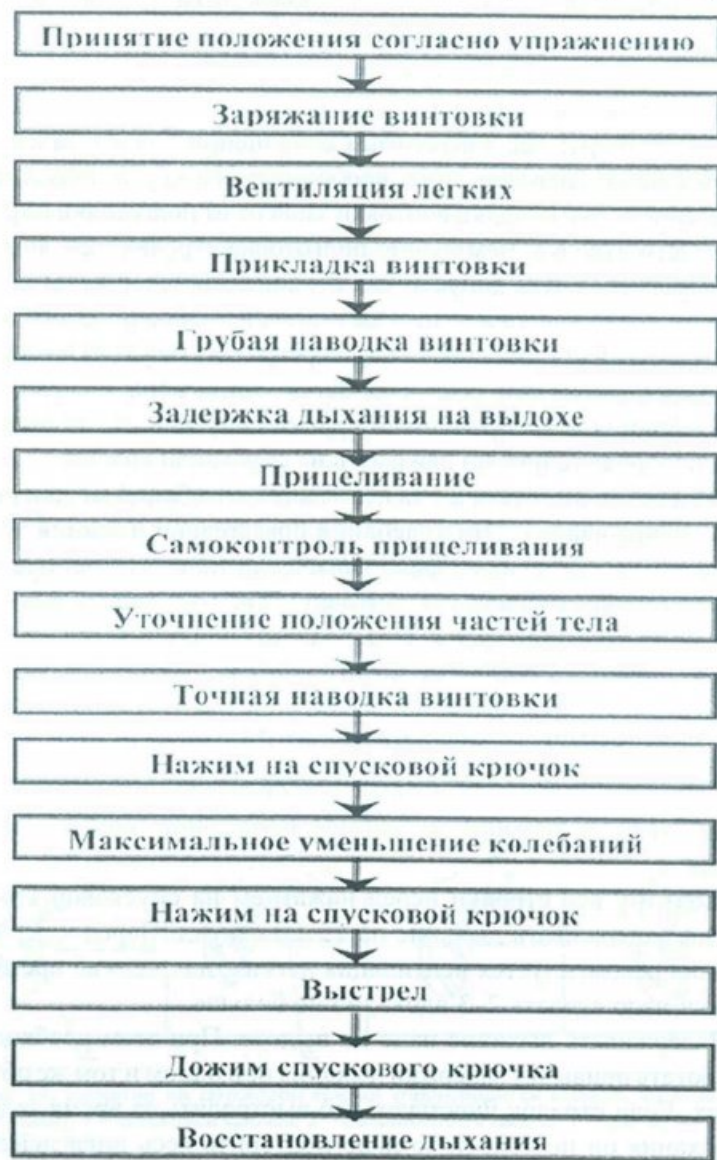 Принятие положения согласно упражнению
Заряжание винтовки
Вентиляция легких
Прикладка винтовки
Грубая наводка винтовки
Задержка дыхания на выдохе
Прицеливание
Самоконтроль прицеливания
Уточнение положения частей тела
Точная наводка винтовки
Нажим на спусковой крючок
Максимальное уменьшение колебаний
Нажим на спусковой крючок
Выстрел
Дожим спускового крючка
Восстановление дыхания